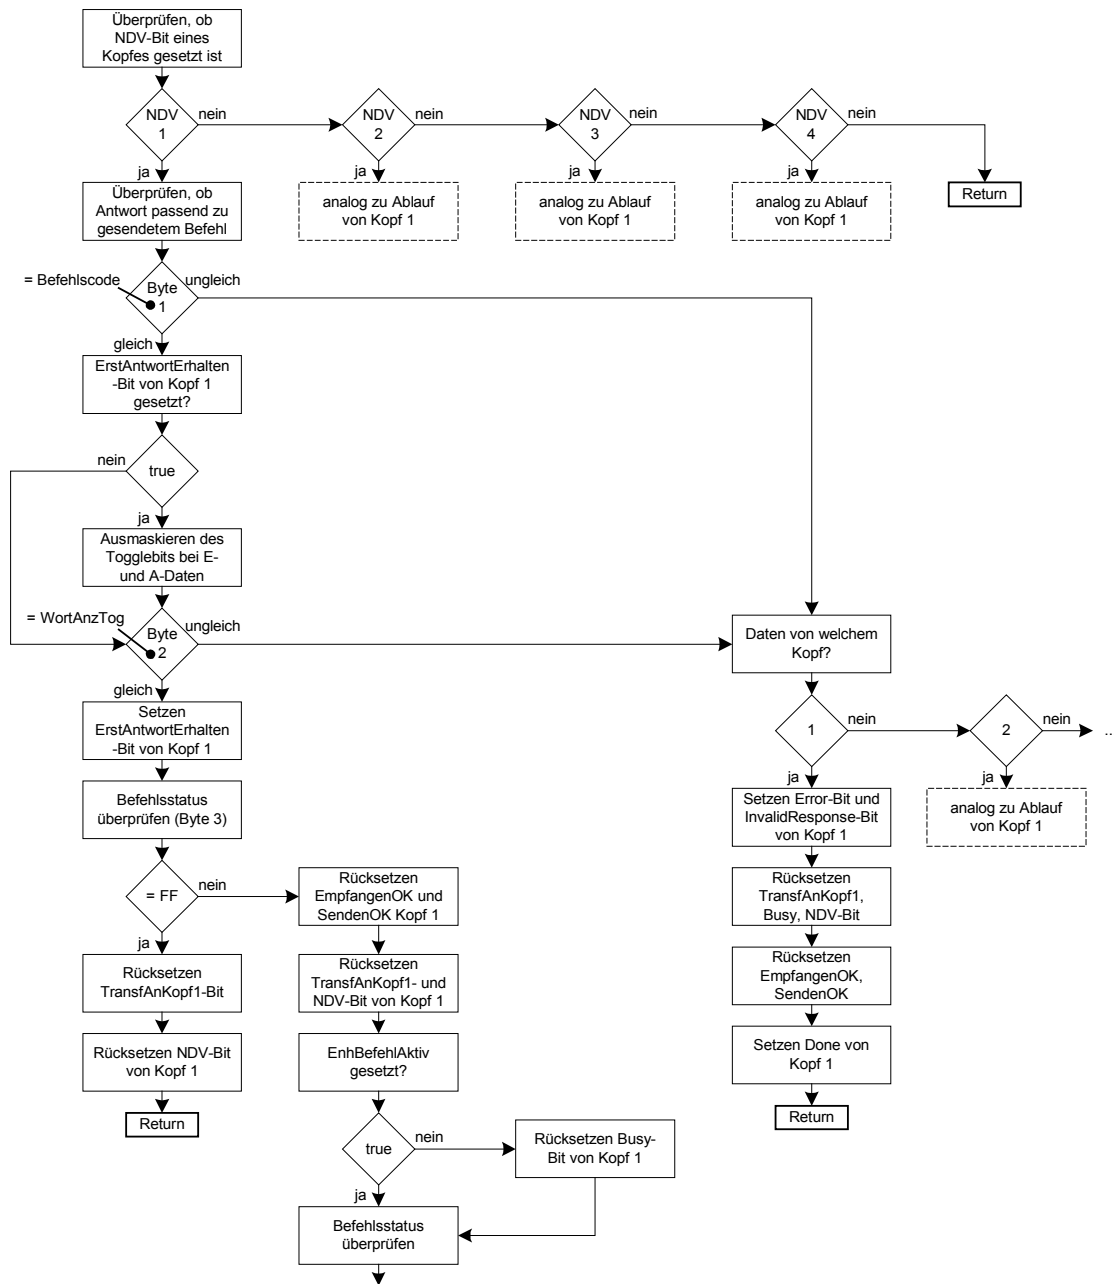 Überprüfen, ob
NDV-Bit eines
Kopfes gesetzt ist
NDV
1
nein
NDV
2
nein
NDV
3
nein
NDV
4
nein
ja
ja
ja
ja
Überprüfen, ob
Antwort passend zu
gesendetem Befehl
analog zu Ablauf
von Kopf 1
analog zu Ablauf
von Kopf 1
analog zu Ablauf
von Kopf 1
Return
= Befehlscode
Byte
1
ungleich
gleich
ErstAntwortErhalten
-Bit von Kopf 1
gesetzt?
nein
true
ja
Ausmaskieren des
Togglebits bei E-
und A-Daten
= WortAnzTog
Byte
2
ungleich
Daten von welchem
Kopf?
gleich
Setzen
ErstAntwortErhalten
-Bit von Kopf 1
1
nein
2
nein
..
ja
ja
Befehlsstatus
überprüfen (Byte 3)
Setzen Error-Bit und
InvalidResponse-Bit
von Kopf 1
analog zu Ablauf
von Kopf 1
= FF
nein
Rücksetzen
EmpfangenOK und
SendenOK Kopf 1
Rücksetzen
TransfAnKopf1,
Busy, NDV-Bit
ja
Rücksetzen
TransfAnKopf1-Bit
Rücksetzen
TransfAnKopf1- und
NDV-Bit von Kopf 1
Rücksetzen
EmpfangenOK,
SendenOK
Rücksetzen NDV-Bit
von Kopf 1
EnhBefehlAktiv
gesetzt?
Setzen Done von
Kopf 1
Return
Return
true
nein
Rücksetzen Busy-
Bit von Kopf 1
ja
Befehlsstatus
überprüfen